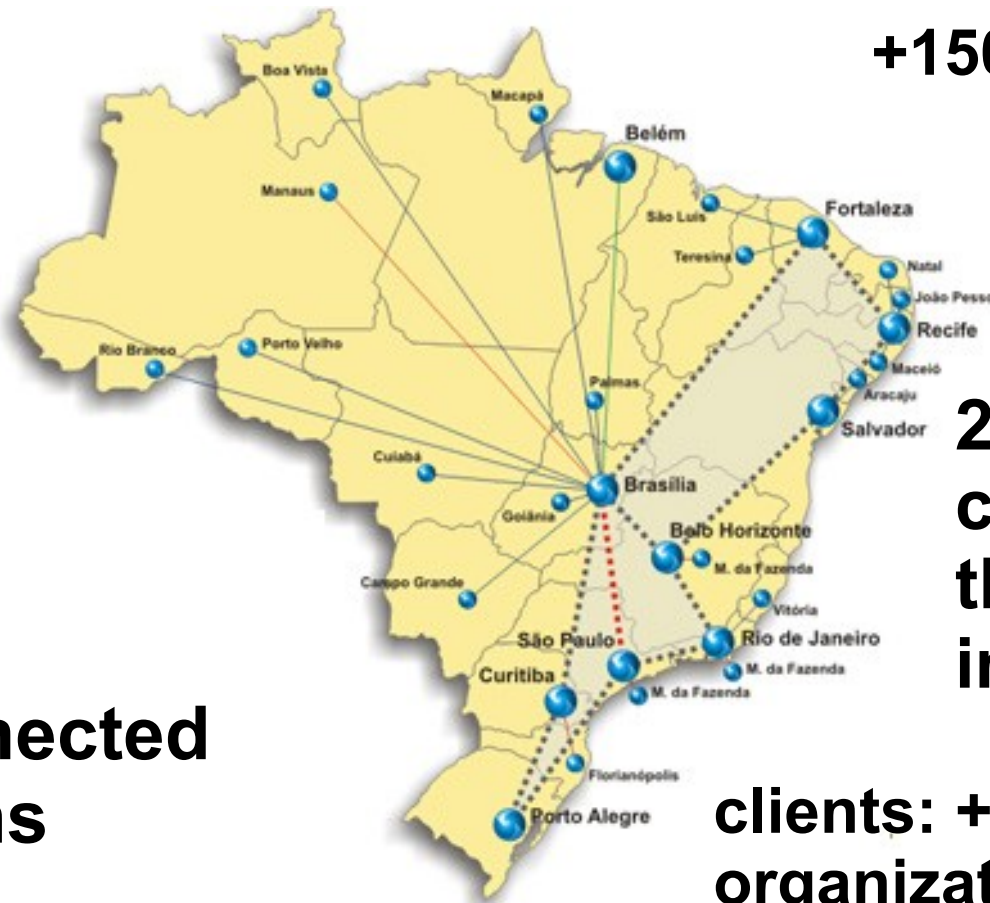 +150
Boa Vista
Macapá
Belém
Manaus
São Luis
Fortaleza
Teresina
Natal
João Pesso
Recife
Rio Branco
Porto Velho
Maceió
Palmas
Aracaju
Salvador
2
c
th
in
Cuiabá
Brasília
Goiânia
Belo Horizonte
M. da Fazenda
Campo Grande
Vitória
São Paulo
Rio de Janeiro
M. da Fazenda
Curitiba
M. da Fazenda
nected
ns
Florianópolis
Porto Alegre
clients: +
organizat